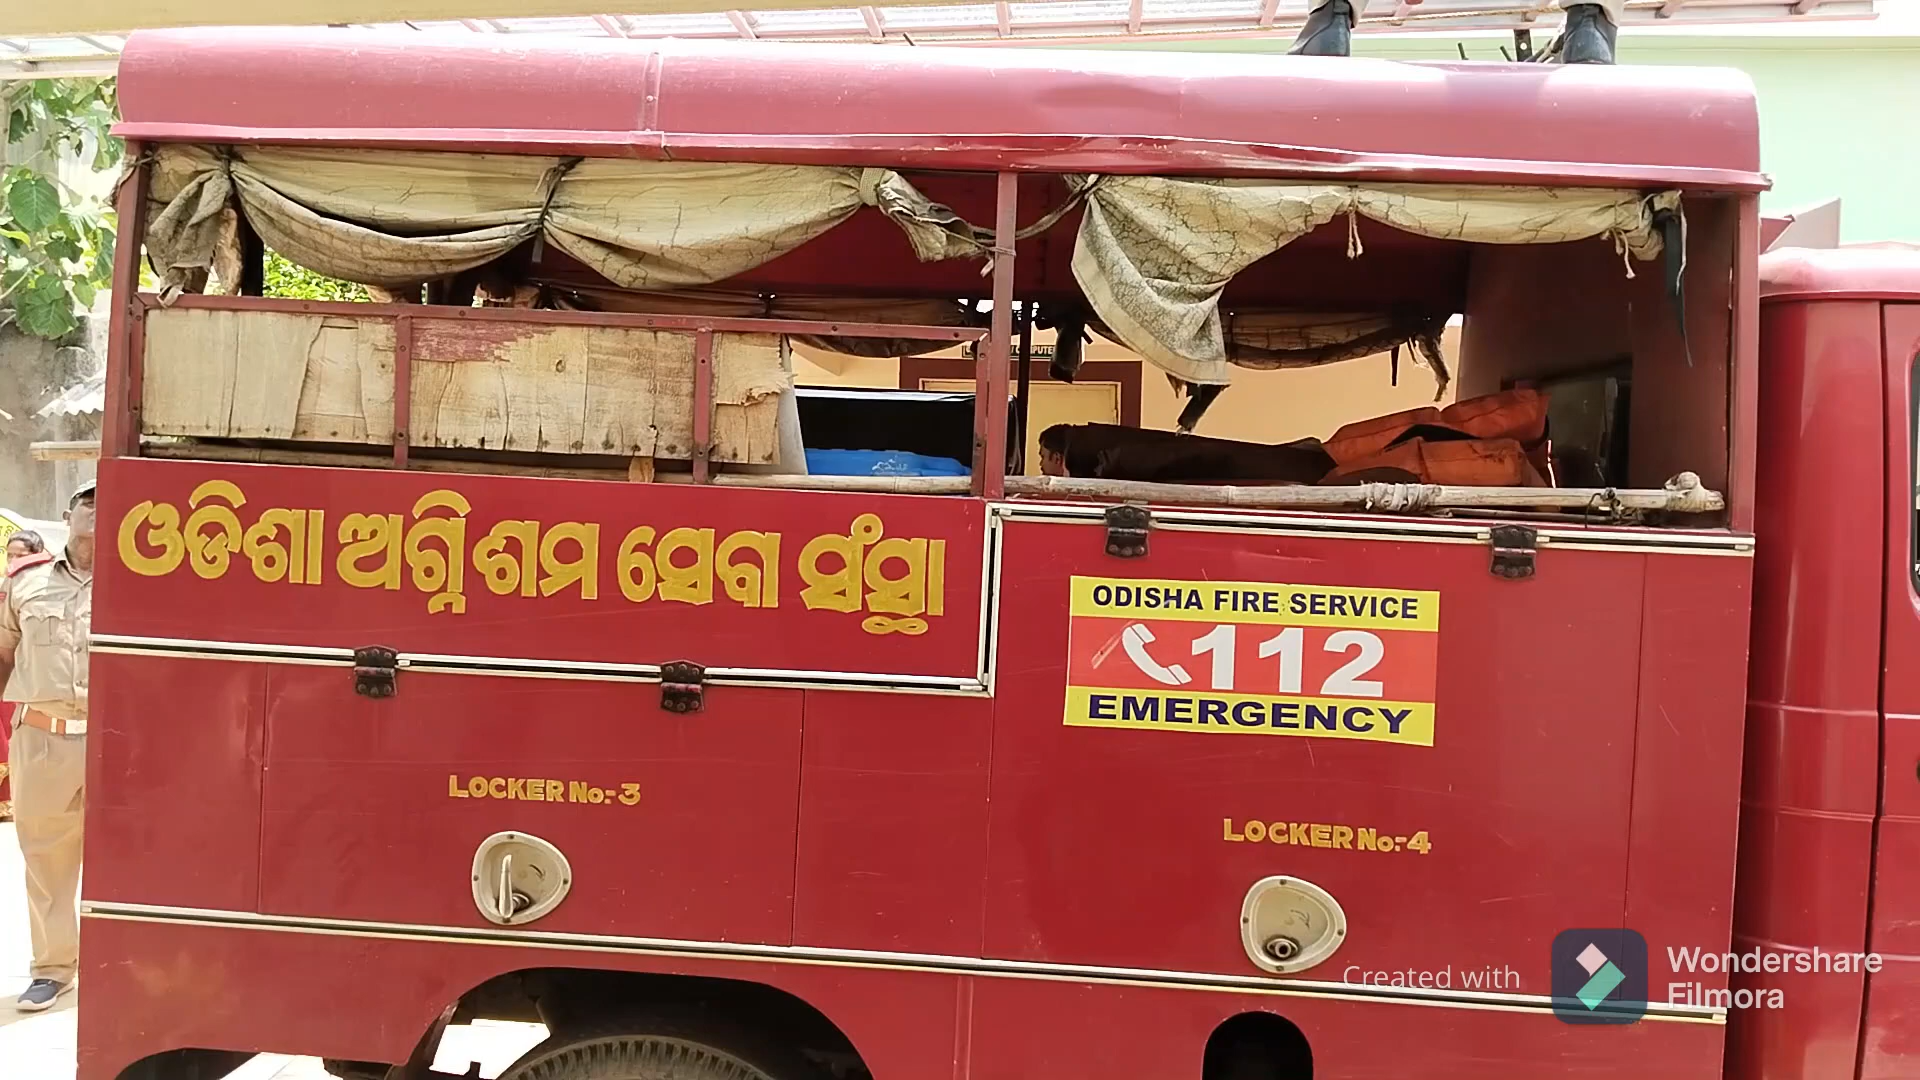 ଓଡିଶା ଅଗ୍ନି ଶମ ସେବା ସଂସ୍ଥା
ODISHA FIRE SERVICE
112
EMERGENCY
LOCKER No:-3
LOCKER No:-4
Created with
Wondershare
Filmora